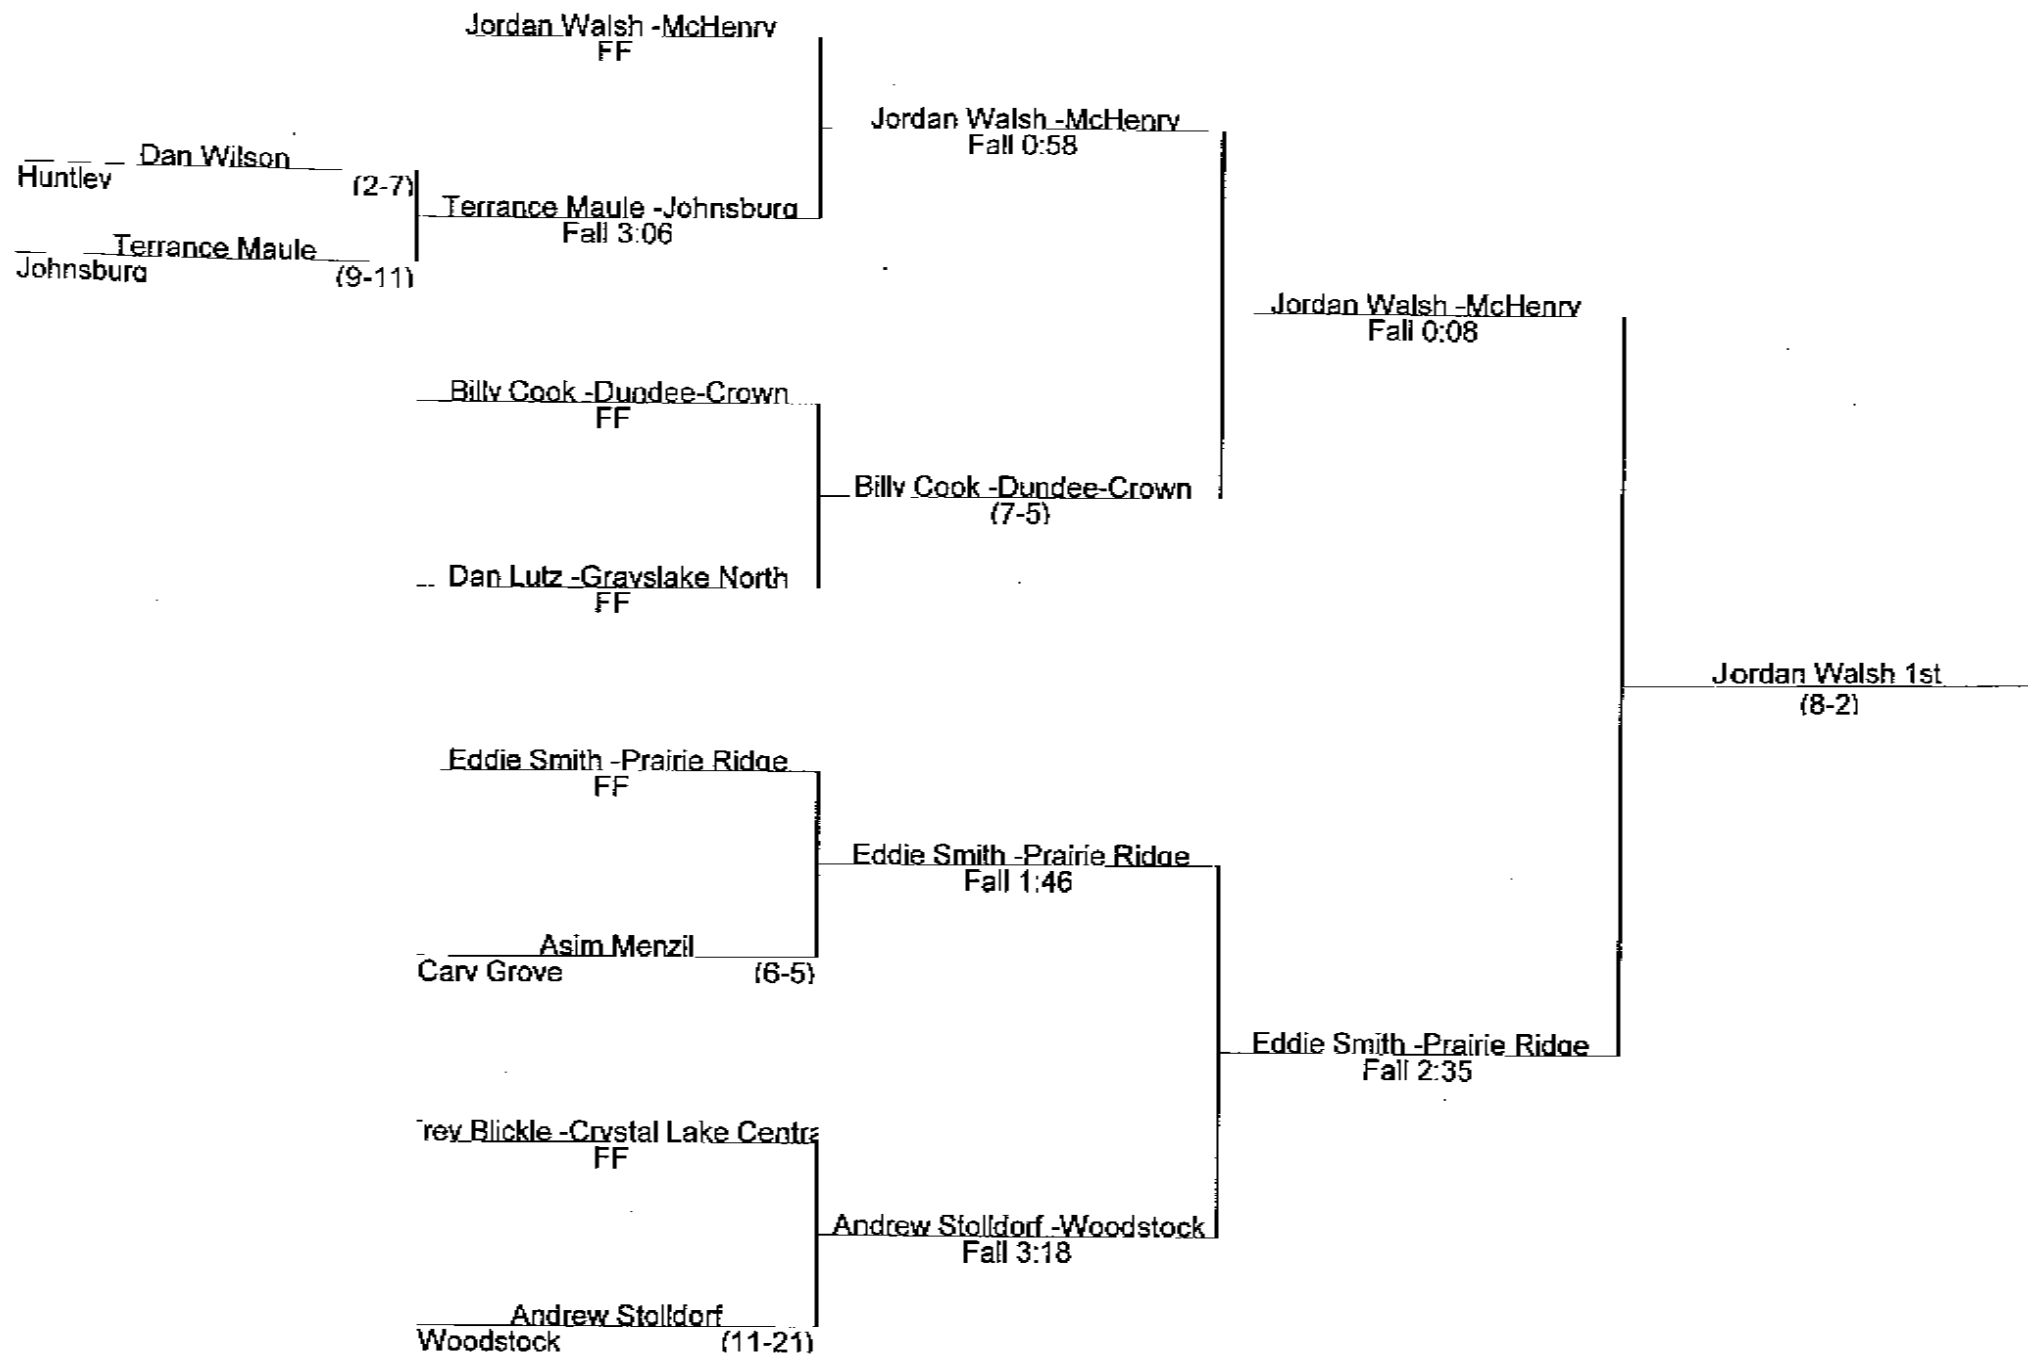 Jordan Walsh -McHenry
FF
Jordan Walsh -McHenry
Fall 0:58
Dan Wilson
Huntley
(2-7)
Terrance Maule -Johnsburg
Fall 3:06
Terrance Maule
Johnsburg
(9-11)
Jordan Walsh -McHenry
Fall 0:08
Billy Cook -Dundee-Crown
FF
Billy Cook -Dundee-Crown
(7-5)
Dan Lutz -Grayslake North
FF
Jordan Walsh 1st
(8-2)
Eddie Smith -Prairie Ridge
FF
Eddie Smith -Prairie Ridge
Fall 1:46
Asim Menzil
Cary Grove
(6-5)
Eddie Smith -Prairie Ridge
Fall 2:35
rey Blickle -Crystal Lake Centra
FF
Andrew Stolldorf -Woodstock
Fall 3:18
Andrew Stolldorf
Woodstock
(11-21)